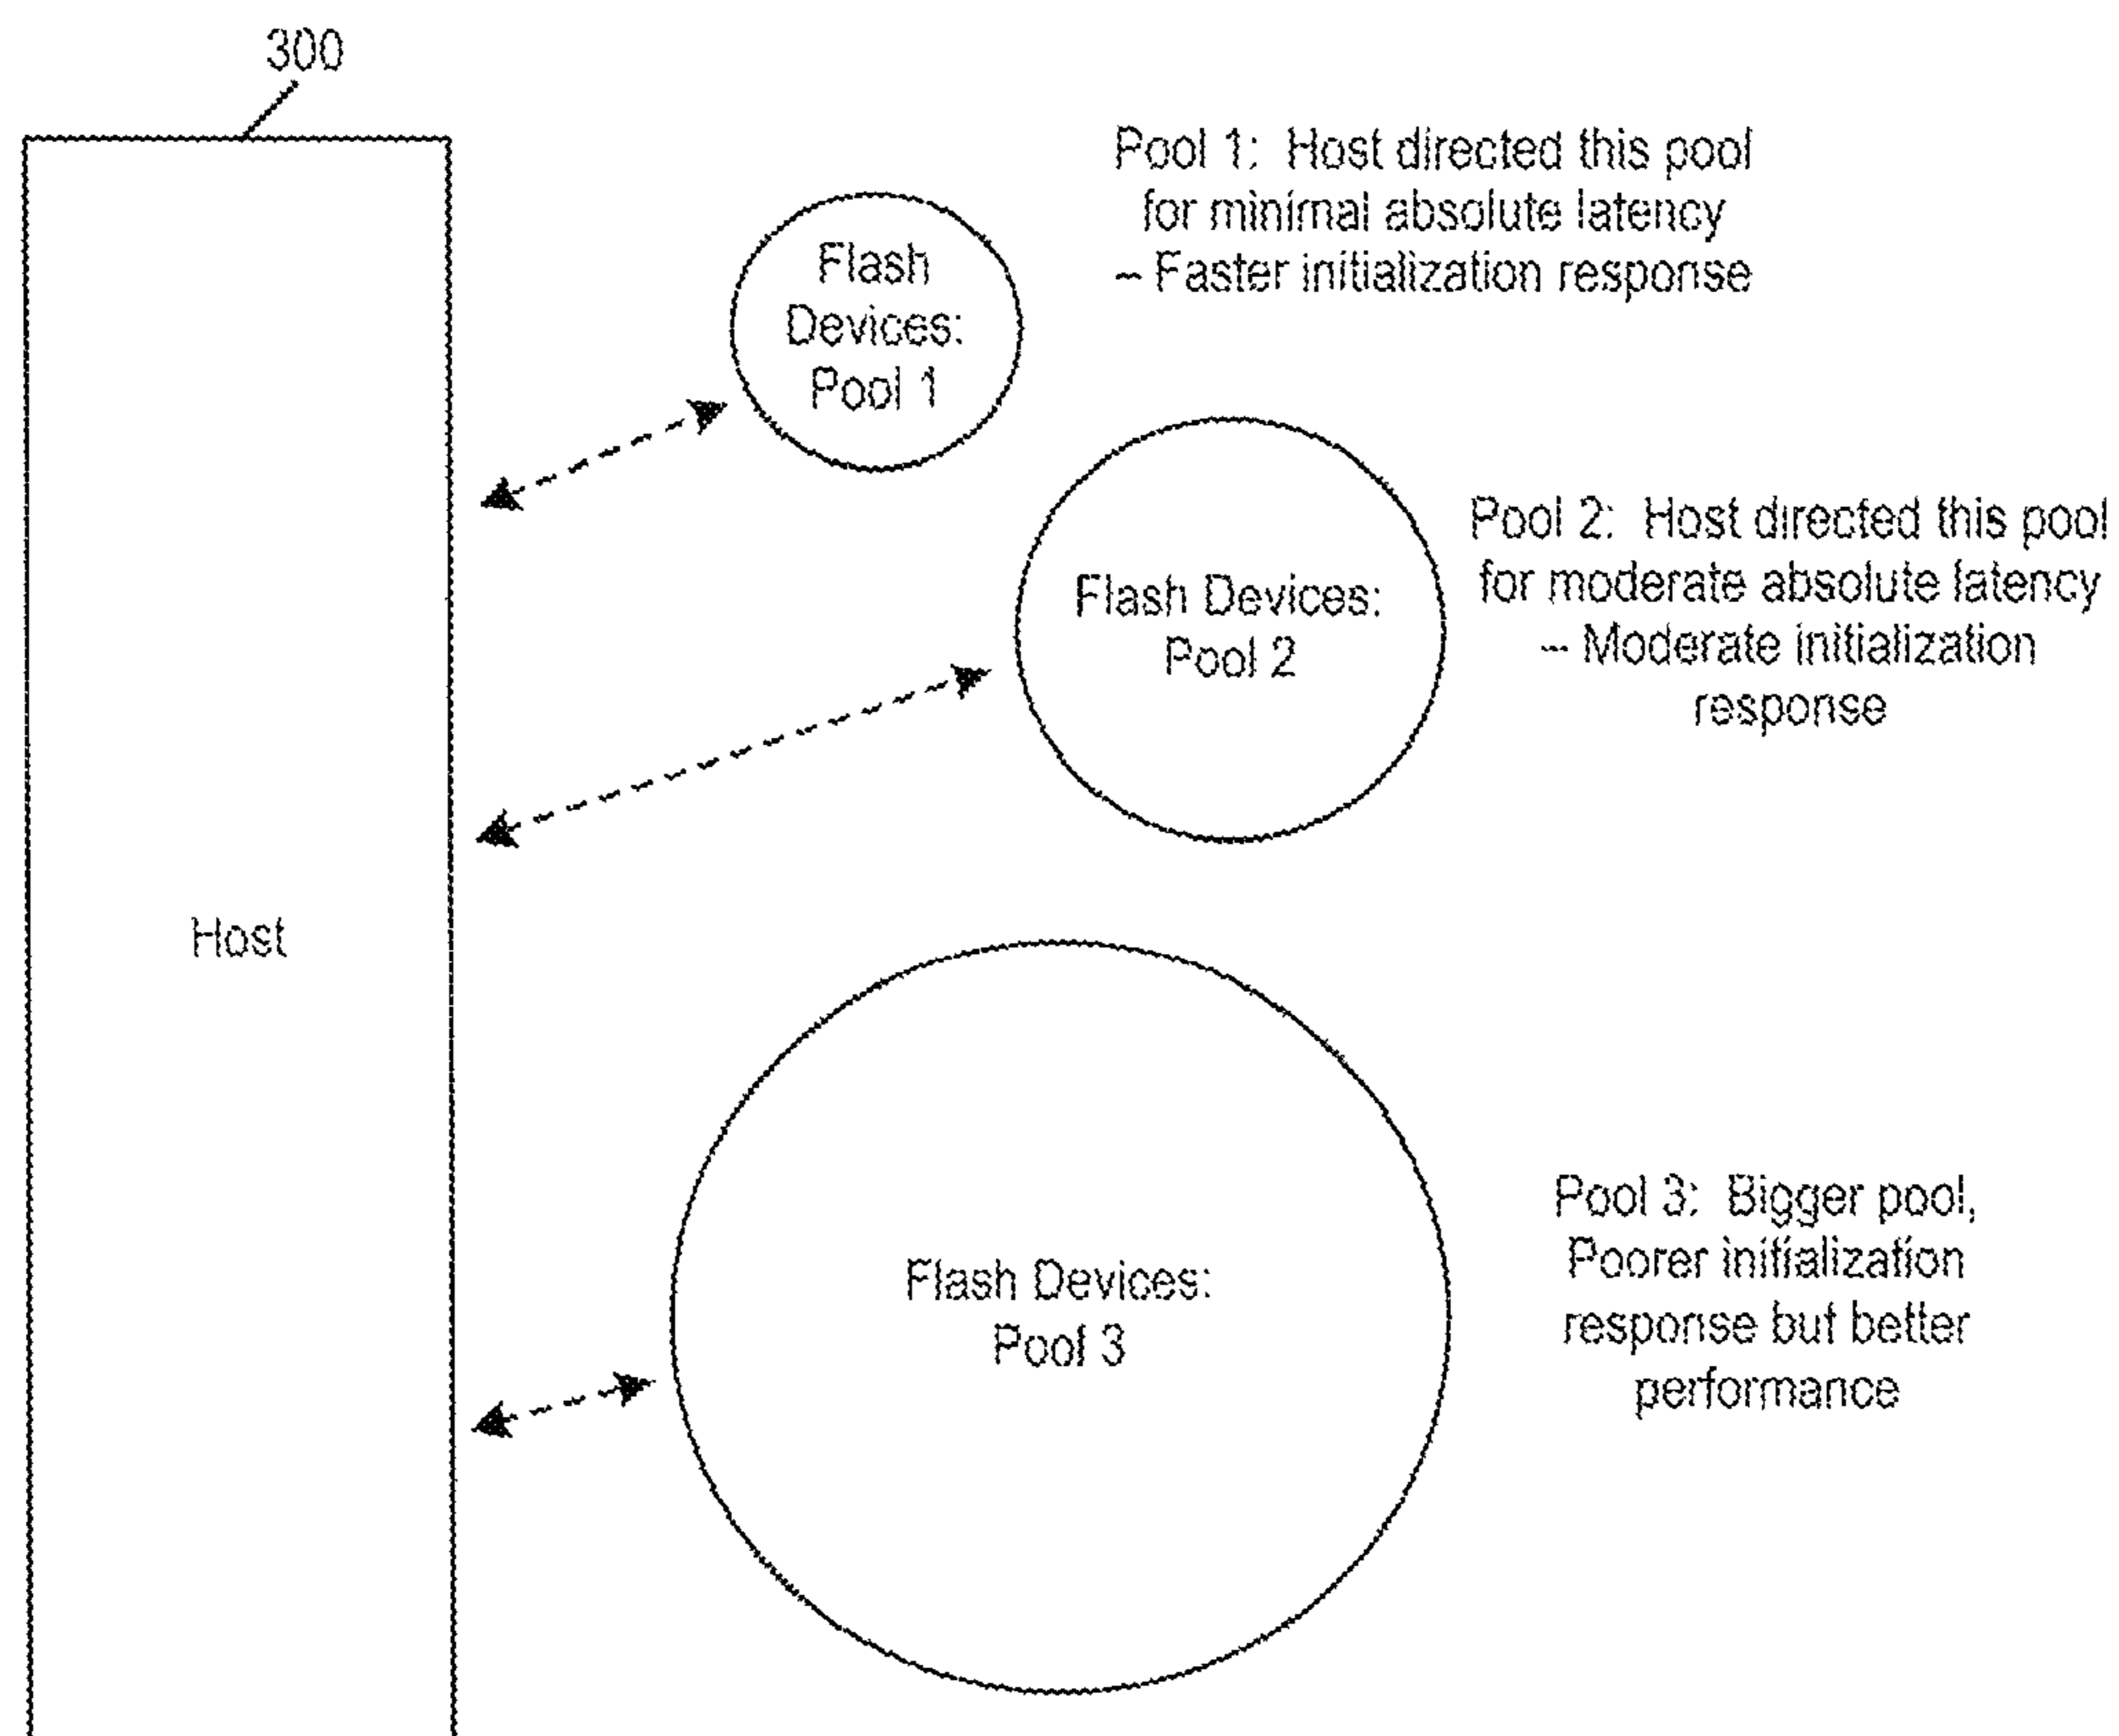 300
Pool 1: Host directed this pool
for minimal absolute latency
-- Faster initialization response
Flash
Devices:
Pool 1
Pool 2: Host directed this pool
for moderate absolute latency
-- Moderate initialization
response
Flash Devices:
Pool 2
Host
Pool 3: Bigger pool,
Poorer initialization
response but better
performance
Flash Devices:
Pool 3